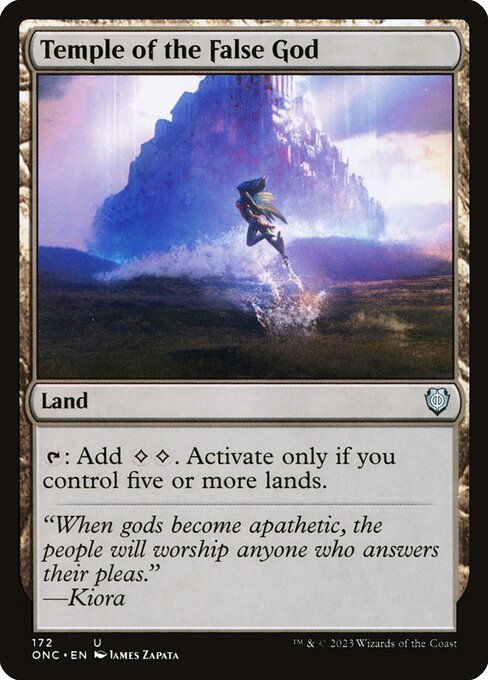 Temple of the False God
Land
: Add . Activate only if you
control five or more lands.
“When gods become apathetic, the
people will worship anyone who answers
their pleas.”
—Kiora
172 U
ONC • EN JAMES ZAPATA
™ & © 2023 Wizards of the Coast